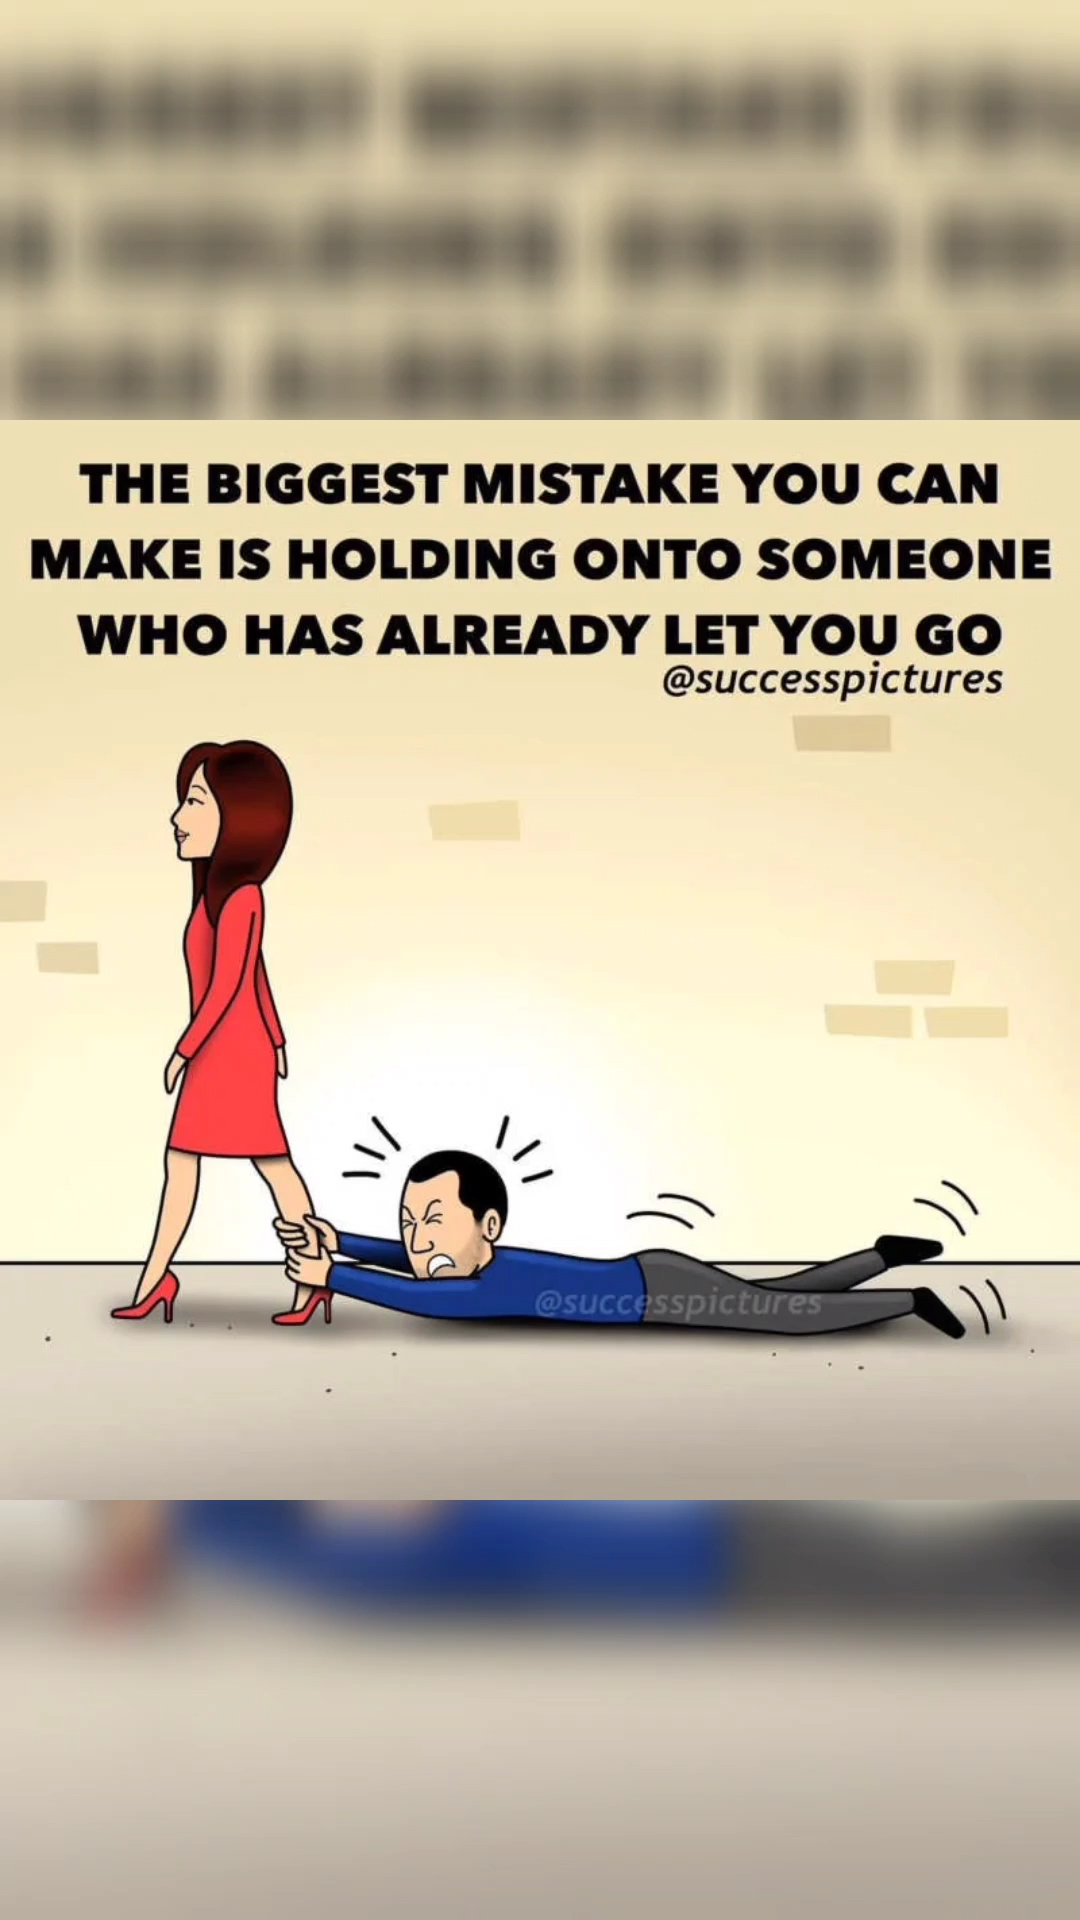 THE BIGGEST MISTAKE YOU CAN
MAKE IS HOLDING ONTO SOMEONE
WHO HAS ALREADY LET YOU GO
@successpictures
@successpictures